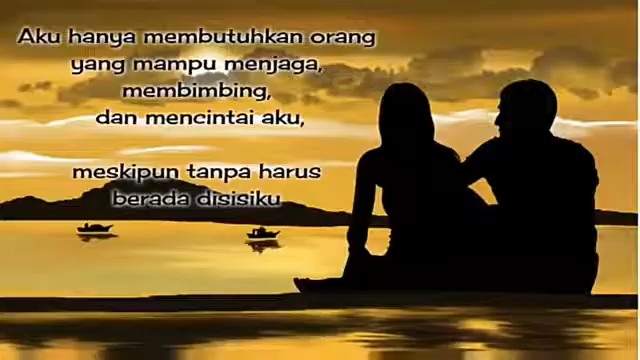 Aku hanya membutuhkan orang
yang mampu menjaga,
membimbing,
dan mencintai aku,
meskipun tanpa harus
berada disisiku